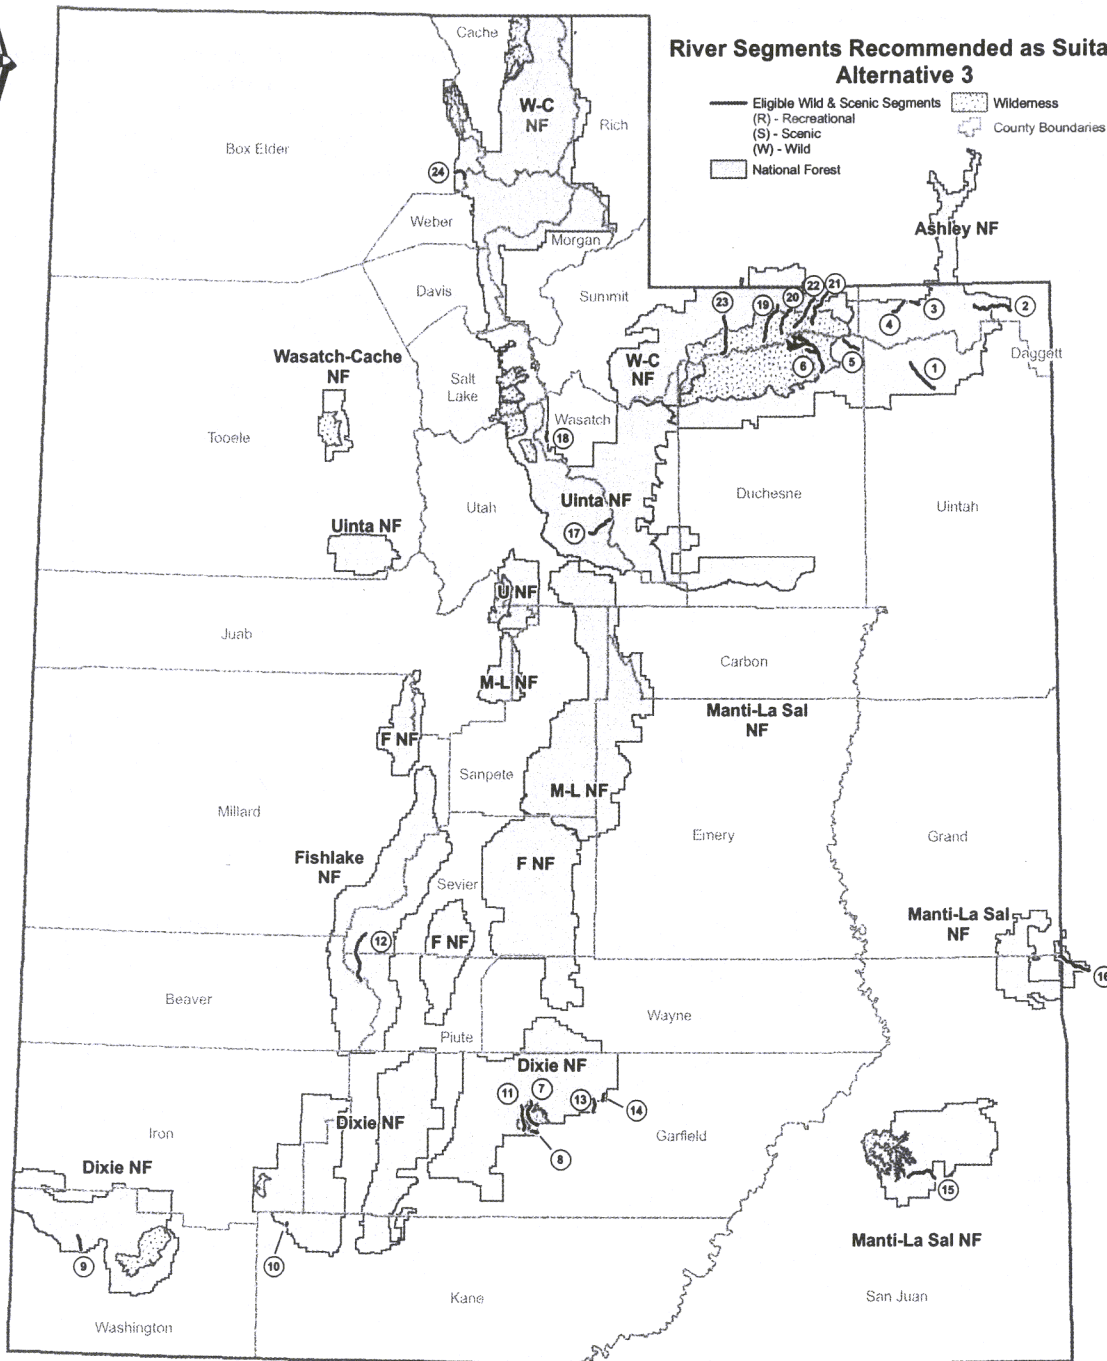 Cache
River Segments Recommended as Suita
Alternative 3
Eligible Wild & Scenic Segments
(R) - Recreational
(S) - Scenic
(W) - Wild
National Forest
Wilderness
County Boundaries
W-C
NF
Rich
Box Elder
24
Weber
Morgan
Ashley NF
Davis
Summit
23
19
20
22
21
4
3
2
Wasatch-Cache
NF
Salt
Lake
W-C
NF
6
5
1
Daggett
Tooele
Wasatch
18
Duchesne
Uintah
Utah
Uinta NF
17
Uinta NF
U NF
Juab
Carbon
M-L NF
Manti-La Sal
NF
F NF
Sanpete
M-L NF
Millard
Emery
Grand
Fishlake
NF
F NF
Sevier
Manti-La Sal
NF
12
F NF
16
Beaver
Wayne
Piute
Dixie NF
11
7
13
14
Dixie NF
Iron
Garfield
8
Dixie NF
15
9
10
Manti-La Sal NF
Kane
San Juan
Washington